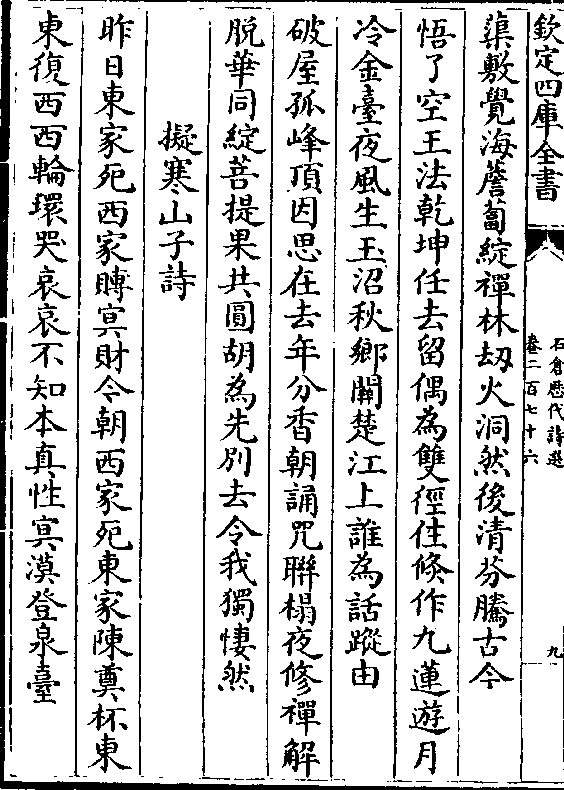 欽定四庫全書
石倉歷代詩選
卷二百七十六
九
蕖敷覺海薝蔔綻禪林刼火洞然後清芬騰古今
悟了空王法乾坤任去留偶為雙徑住倐作九蓮遊月
冷金臺夜風生玉沼秋鄉關楚江上誰為話蹤由
破屋孤峰頂因思在去年分香朝誦咒聯榻夜修禪解
脫華同綻菩提果共圓胡為先別去令我獨悽然
擬寒山子詩
昨日東家死西家賻冥財今朝西家死東家陳奠杯東
東復西西輪環哭哀哀不知本真性冥漠登泉臺